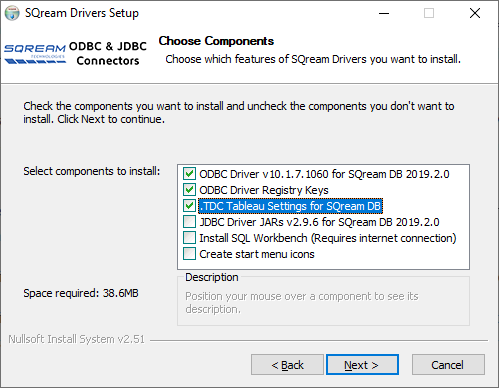 SQream Drivers Setup
SQREAM
TECHNOLOGIES
ODBC & JDBC
Connectors
Choose Components
Choose which features of SQream Drivers you want to install.
Check the components you want to install and uncheck the components you don't want to
install. Click Next to continue.
Select components to install:
ODBC Driver v10.1.7.1060 for SQream DB 2019.2.0
ODBC Driver Registry Keys
.TDC Tableau Settings for SQream DB
JDBC Driver JARs v2.9.6 for SQream DB 2019.2.0
Install SQL Workbench (Requires internet connection)
Create start menu icons
Space required: 38.6MB
Description
Position your mouse over a component to see its
description.
Nullsoft Install System v2.51
< Back
Next >
Cancel